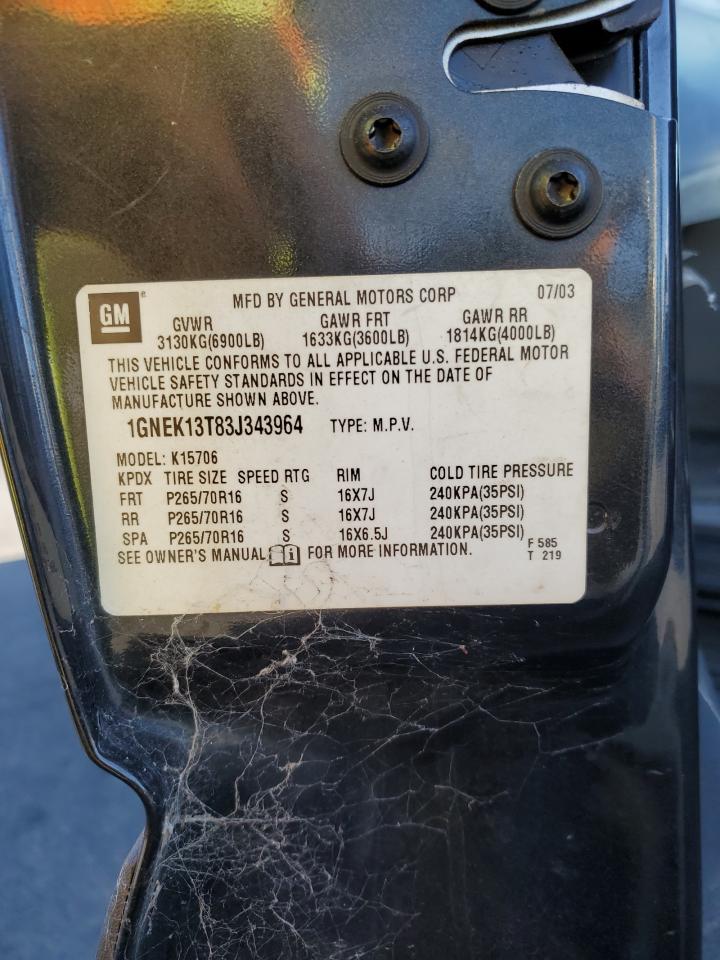 GM ® MFD BY GENERAL MOTORS CORP 07/03
GVWR GAWR FRT GAWR RR
3130KG(6900LB) 1633KG(3600LB) 1814KG(4000LB)
THIS VEHICLE CONFORMS TO ALL APPLICABLE U.S. FEDERAL MOTOR
VEHICLE SAFETY STANDARDS IN EFFECT ON THE DATE OF
MANUFACTURE SHOWN ABOVE.
1GNEK13T83J343964 TYPE: M.P.V.
MODEL: K15706
KPDX TIRE SIZE SPEED RTG RIM COLD TIRE PRESSURE
FRT P265/70R16 S 16X7J 240KPA(35PSI)
RR P265/70R16 S 16X7J 240KPA(35PSI)
SPA P265/70R16 S 16X6.5J 240KPA(35PSI)
SEE OWNER'S MANUAL FOR MORE INFORMATION. F 585
T 219